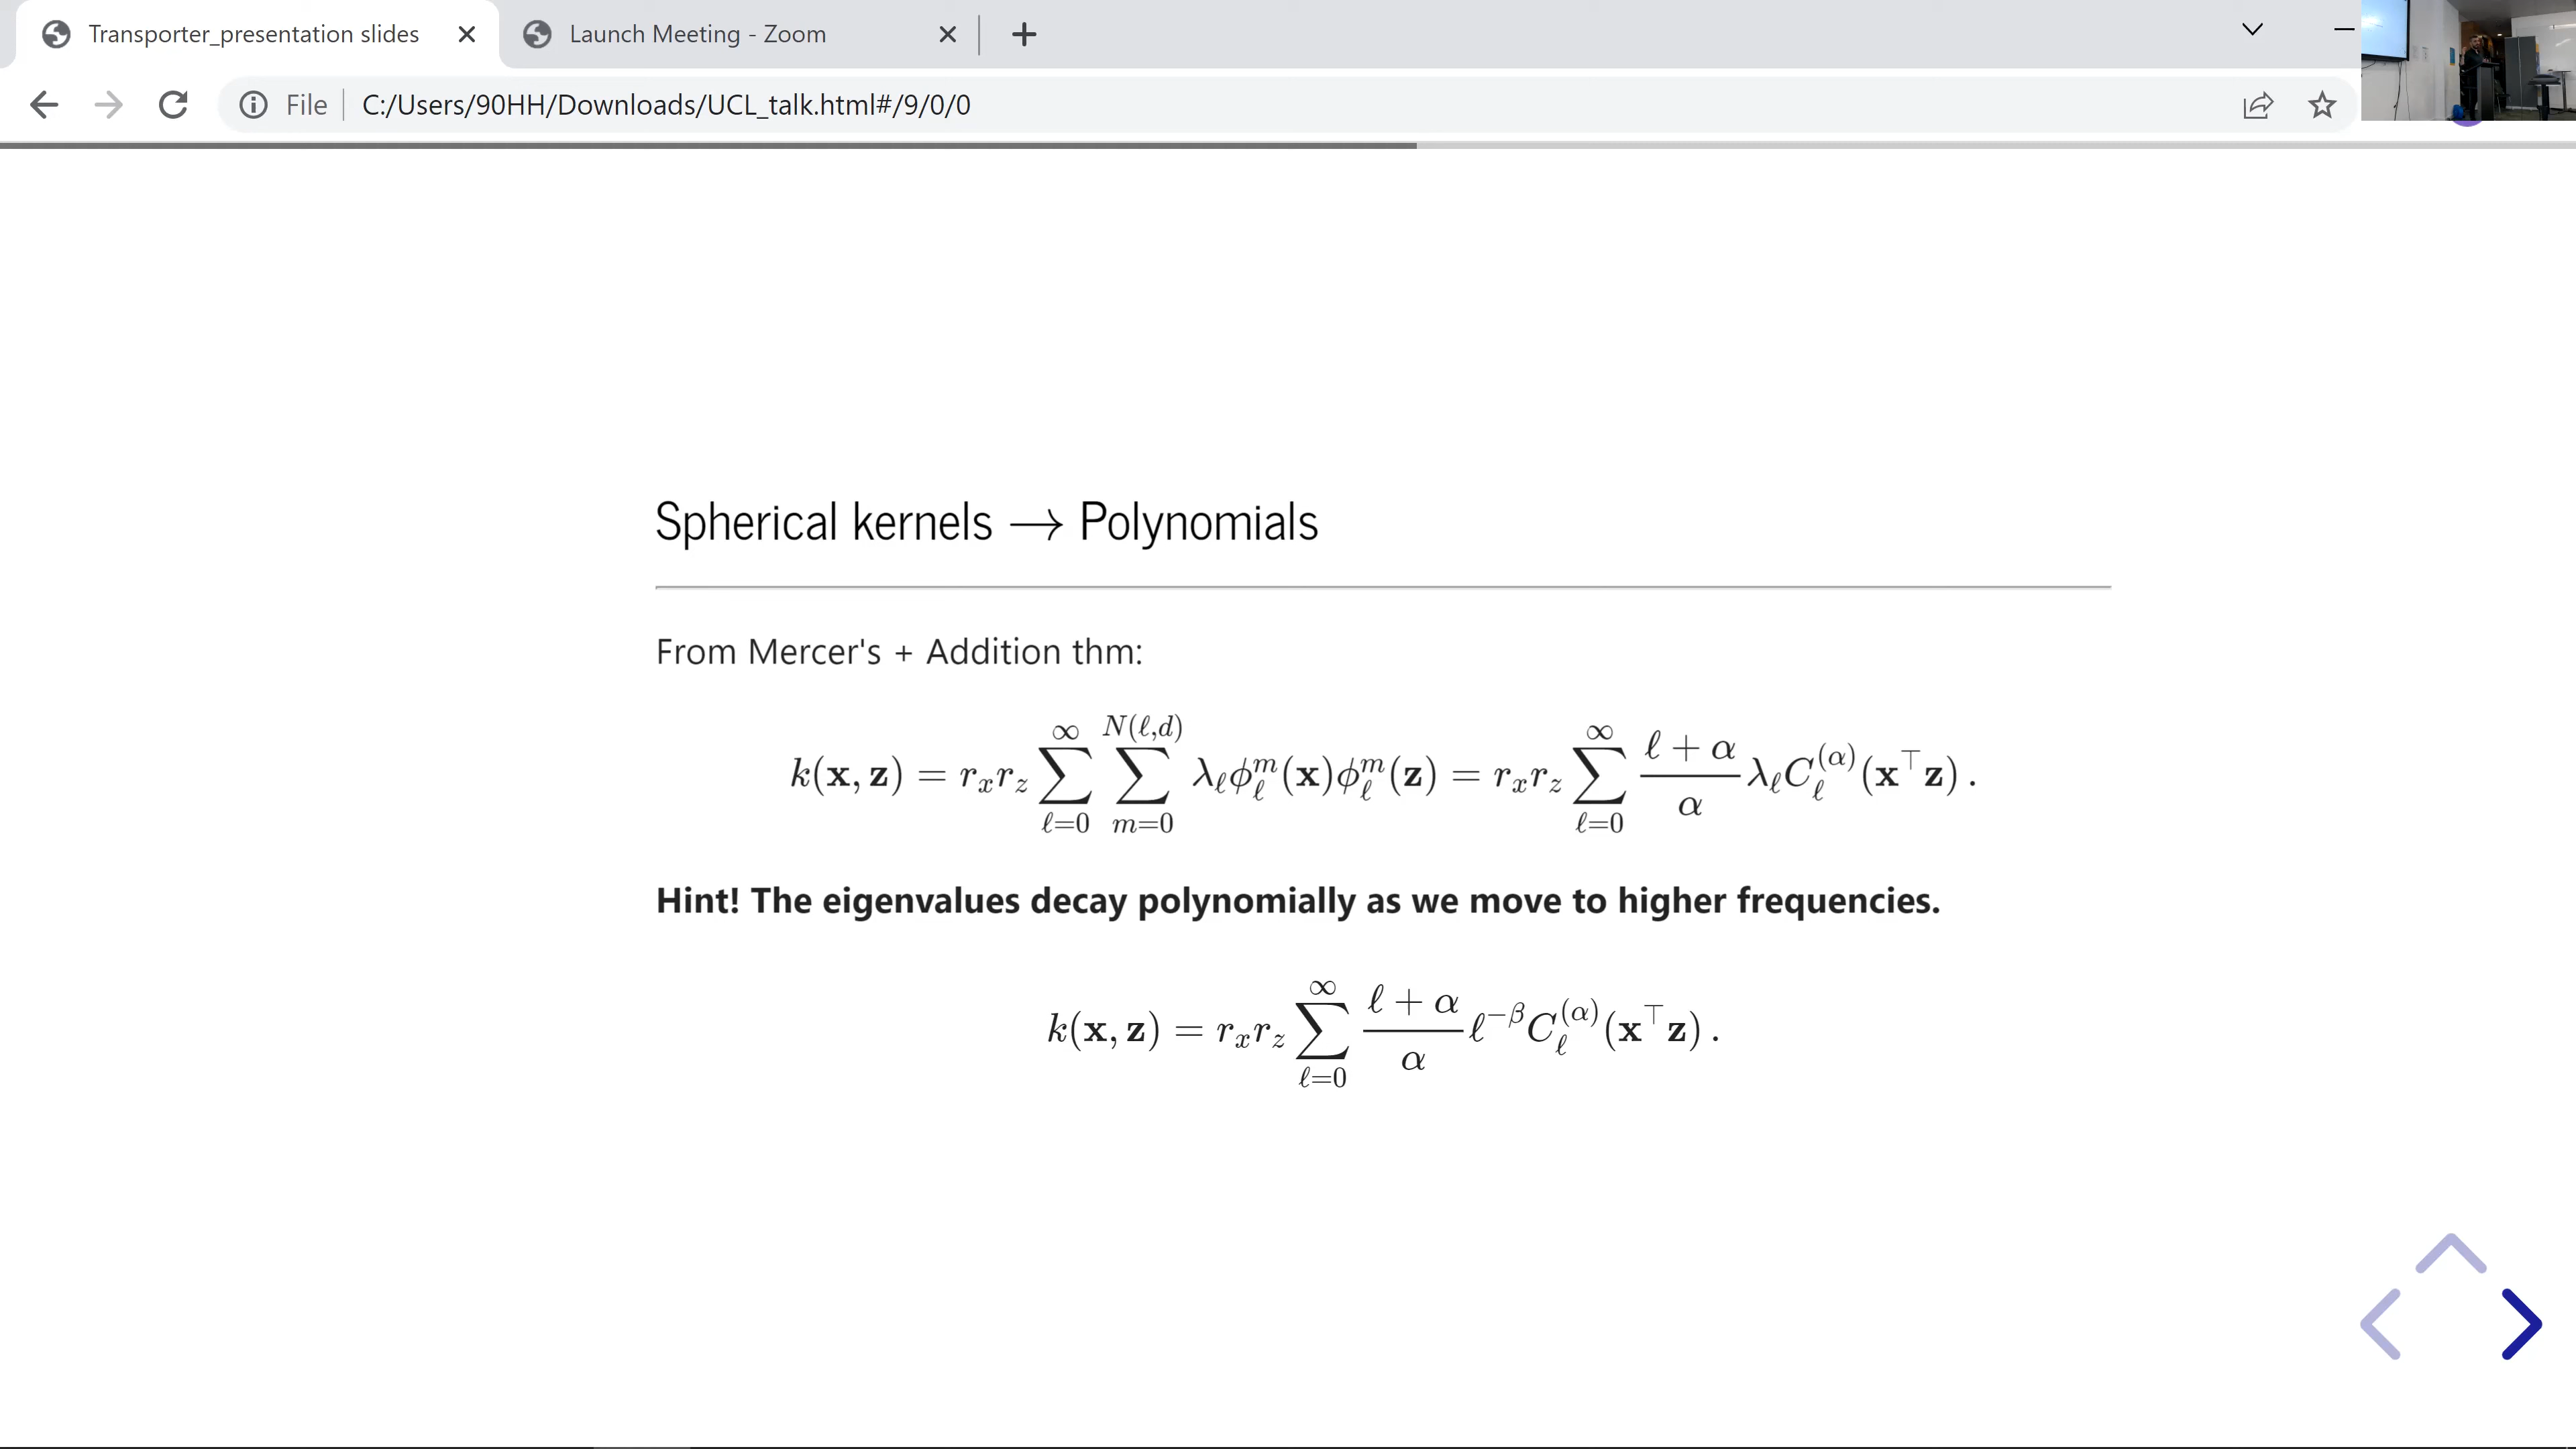 Transporter_presentation slides
Launch Meeting - Zoom
File
C:/Users/90HH/Downloads/UCL_talk.html#/9/0/0
Spherical kernels → Polynomials
From Mercer's + Addition thm:
k(x, z) = r_x r_z ∑_{ℓ=0}^{∞} ∑_{m=0}^{N(ℓ,d)} λ_ℓ ϕ_ℓ^m(x) ϕ_ℓ^m(z) = r_x r_z ∑_{ℓ=0}^{∞} \frac{ℓ + α}{α} λ_ℓ C_ℓ^{(α)}(x^⊤ z) .
Hint! The eigenvalues decay polynomially as we move to higher frequencies.
k(x, z) = r_x r_z ∑_{ℓ=0}^{∞} \frac{ℓ + α}{α} ℓ^{−β} C_ℓ^{(α)}(x^⊤ z) .